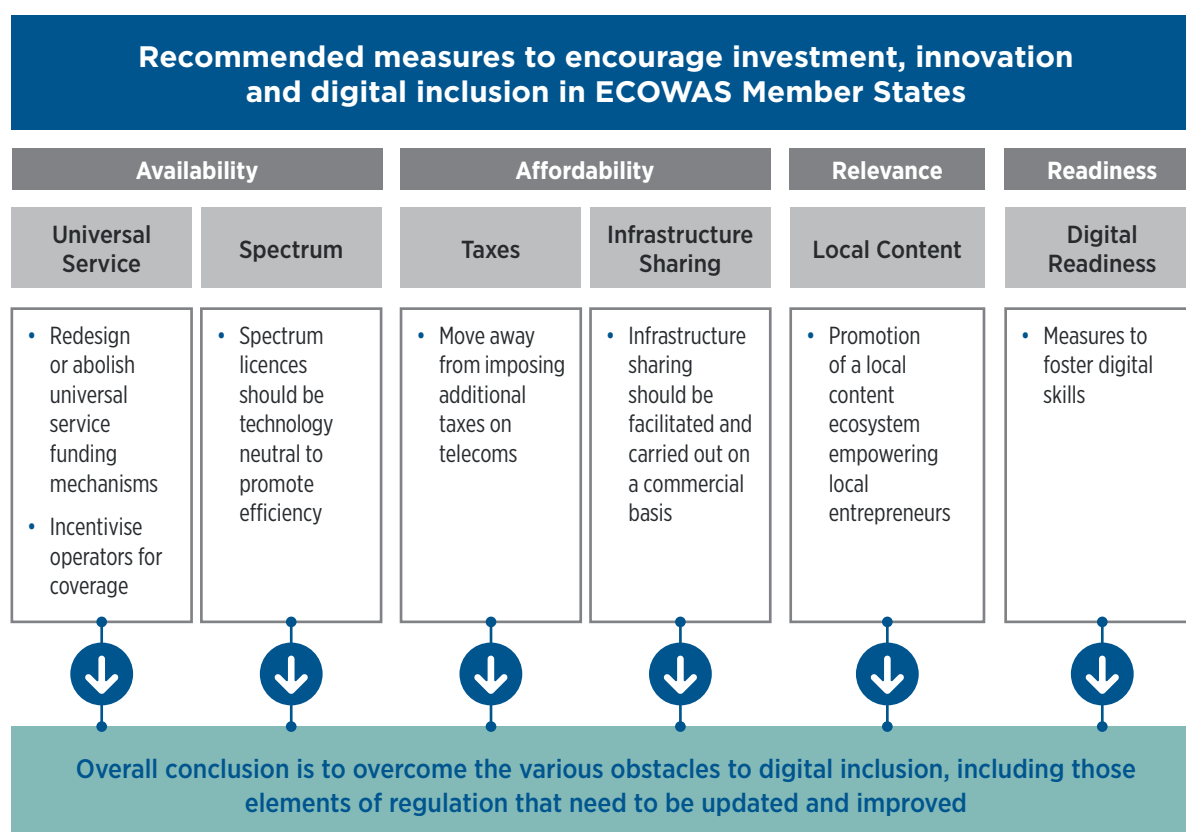 Recommended measures to encourage investment, innovation
and digital inclusion in ECOWAS Member States
Availability
Affordability
Relevance
Readiness
Universal
Service
Spectrum
Taxes
Infrastructure
Sharing
Local Content
Digital
Readiness
• Redesign
or abolish
universal
service
funding
mechanisms
• Incentivise
operators for
coverage
• Spectrum
licences
should be
technology
neutral to
promote
efficiency
• Move away
from imposing
additional
taxes on
telecoms
• Infrastructure
sharing
should be
facilitated and
carried out on
a commercial
basis
• Promotion
of a local
content
ecosystem
empowering
local
entrepreneurs
• Measures to
foster digital
skills
Overall conclusion is to overcome the various obstacles to digital inclusion, including those
elements of regulation that need to be updated and improved